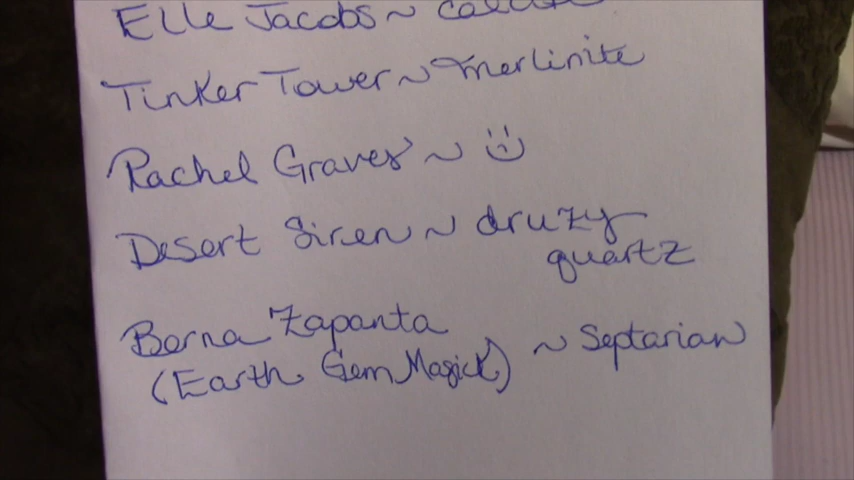 Elle Jacobs ~
Tinker Tower ~ Merlinite
Rachel Graves ~ :)
Desert Siren ~ druzy
quartz
Berna Zapanta
(Earth Gem Magick) ~ Septarian